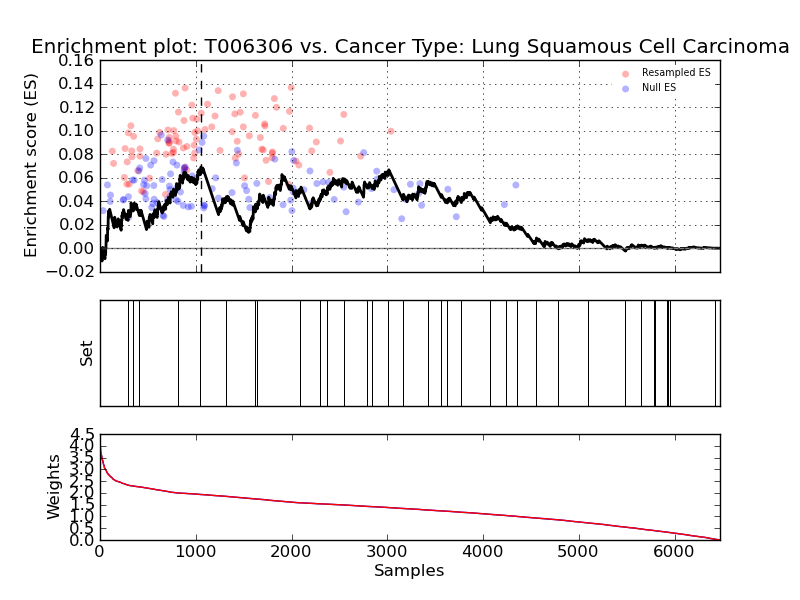 Enrichment plot: T006306 vs. Cancer Type: Lung Squamous Cell Carcinoma
Enrichment score (ES)
0.16
0.14
0.12
0.10
0.08
0.06
0.04
0.02
0.00
−0.02
Resampled ES
Null ES
Set
Weights
4.5
4.0
3.5
3.0
2.5
2.0
1.5
1.0
0.5
0.0
0 1000 2000 3000 4000 5000 6000
Samples